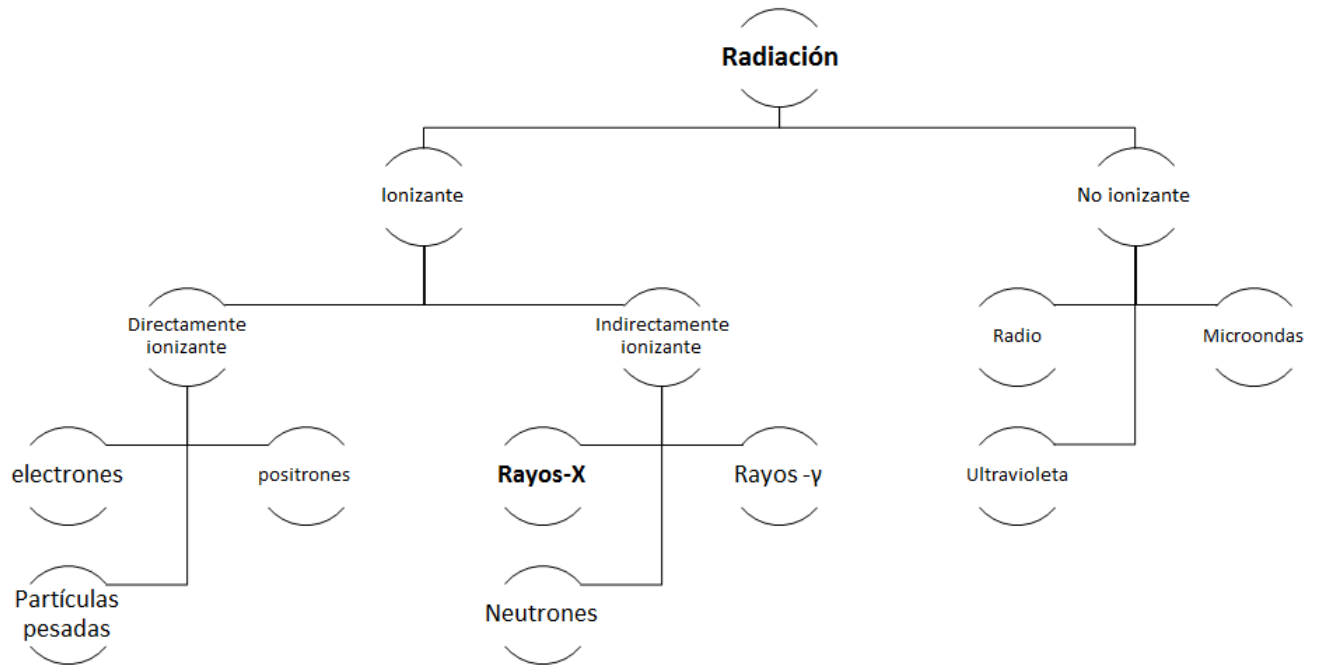 Radiación
Ionizante
No ionizante
Directamente
ionizante
Indirectamente
ionizante
Radio
Microondas
electrones
positrones
Rayos-X
Rayos -γ
Ultravioleta
Partículas
pesadas
Neutrones